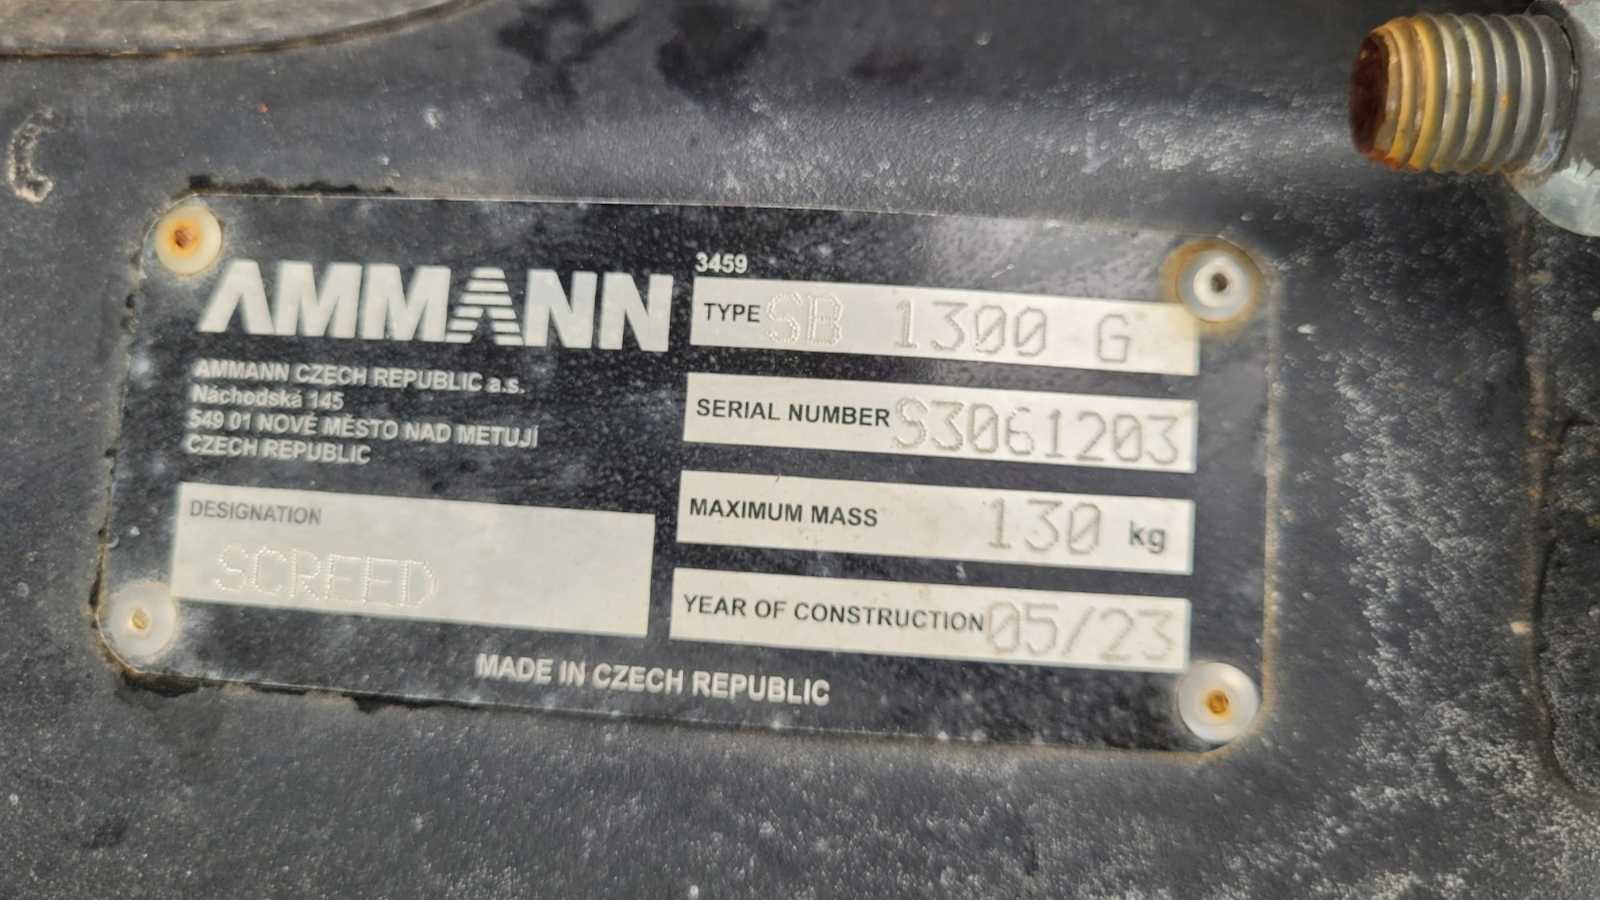 AMMANN
AMMANN CZECH REPUBLIC a.s.
Náchodská 145
549 01 NOVÉ MĚSTO NAD METUJÍ
CZECH REPUBLIC
DESIGNATION
SCREED
3459
TYPE SB 1300 G
SERIAL NUMBER S3061203
MAXIMUM MASS 130 kg
YEAR OF CONSTRUCTION 05/23
MADE IN CZECH REPUBLIC